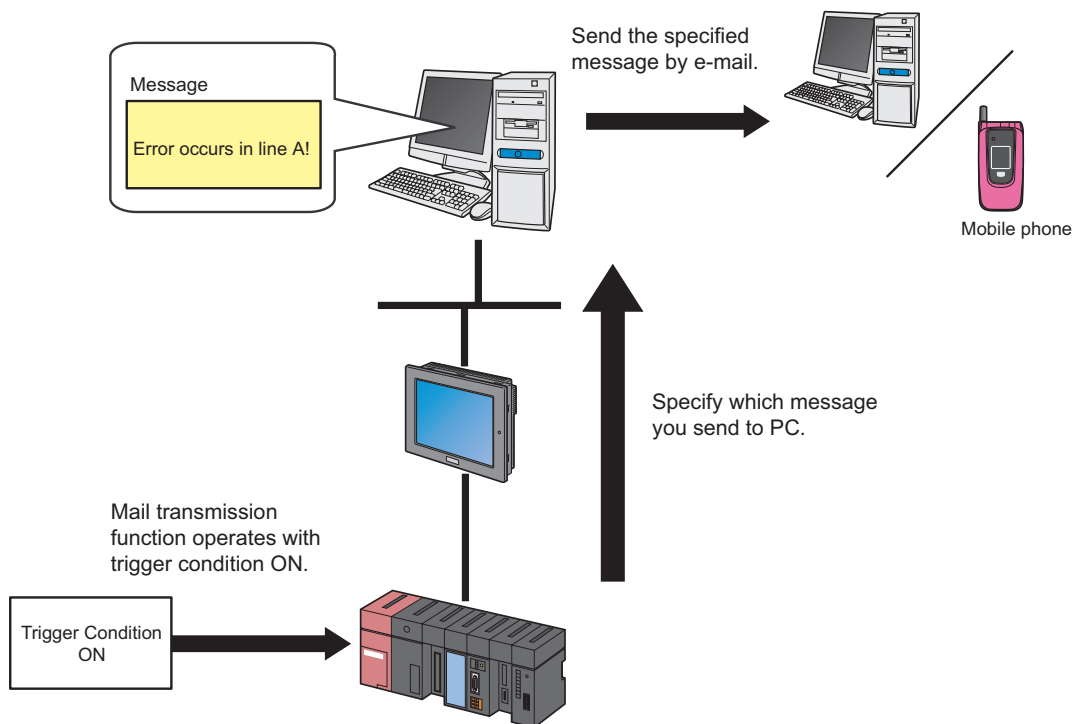 Message
Error occurs in line A!
Send the specified
message by e-mail.
Mobile phone
Specify which message
you send to PC.
Mail transmission
function operates with
trigger condition ON.
Trigger Condition
ON